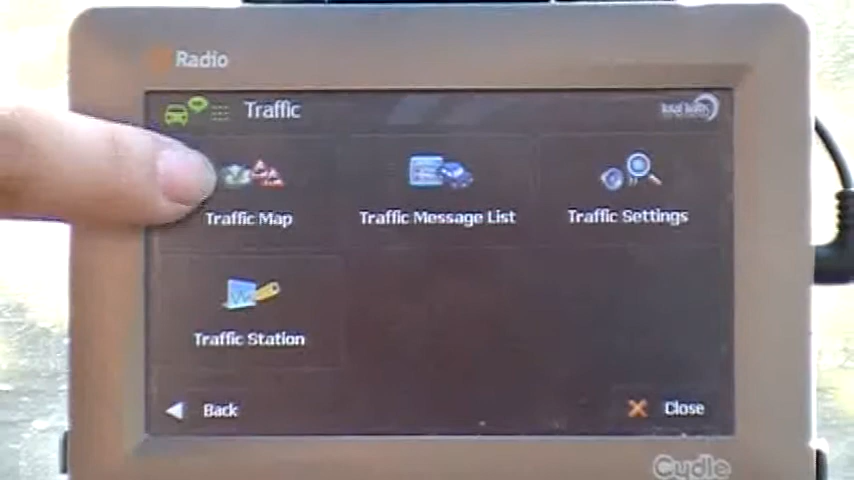 Radio
Traffic
Traffic Map
Traffic Message List
Traffic Settings
Traffic Station
Back
Close
Cydle